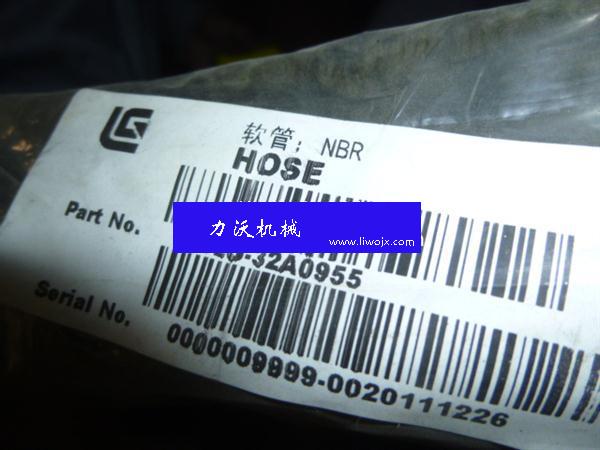 软管; NBR
HOSE
Part No.
力沃机械
www.liwojx.com
-32A0955
Serial No.
0000009999-0020111226